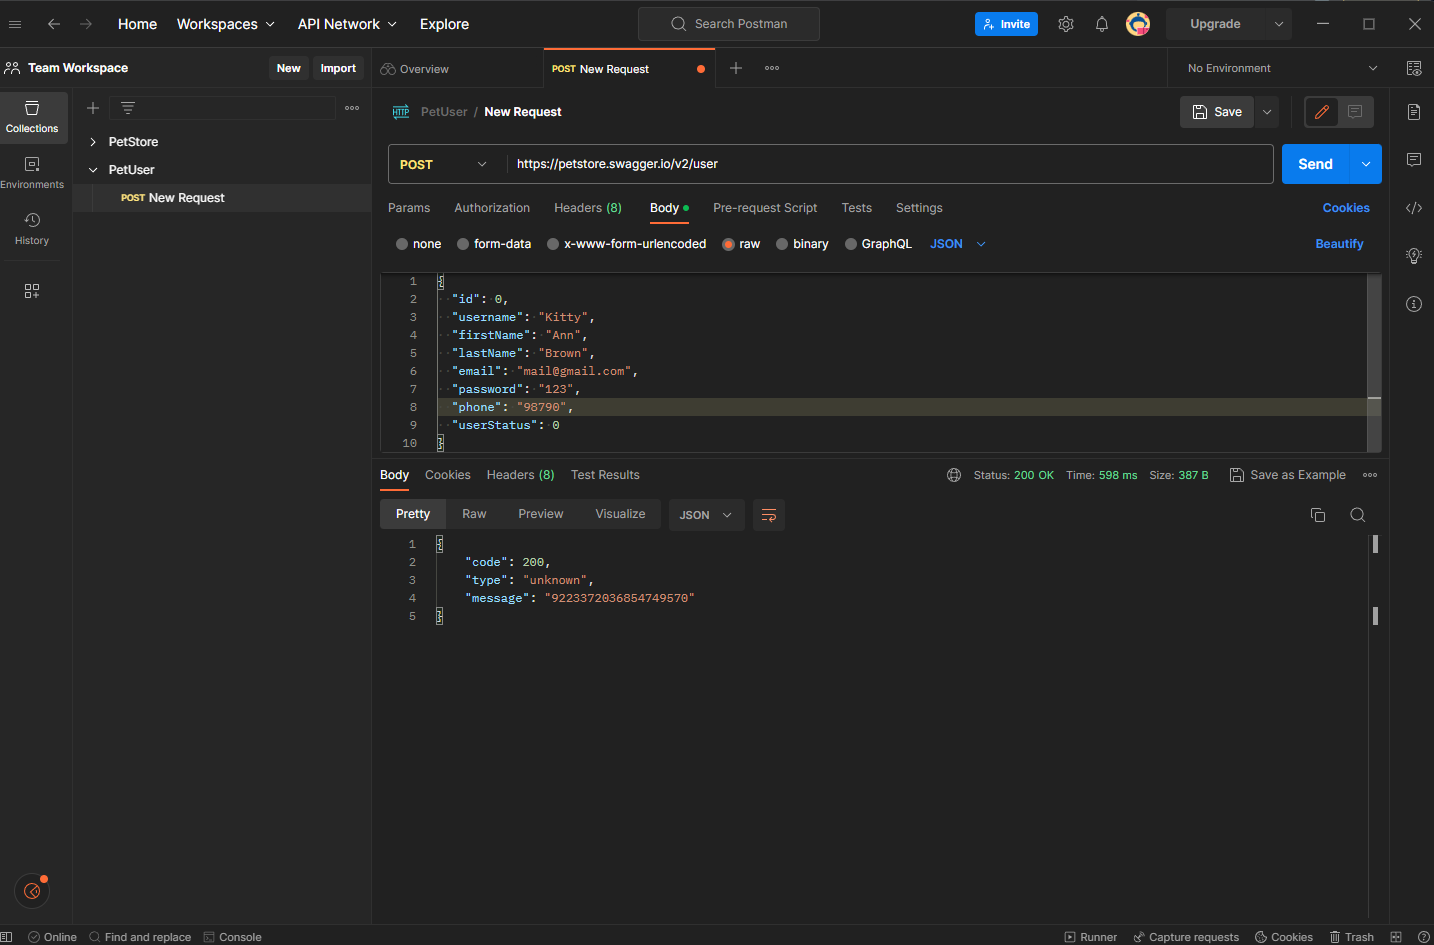 Home Workspaces API Network Explore Search Postman Invite Upgrade
Team Workspace New Import Overview POST New Request No Environment
Collections
Environments
History
PetStore
PetUser
POST New Request
HTTP PetUser / New Request Save
POST https://petstore.swagger.io/v2/user Send
Params Authorization Headers (8) Body Pre-request Script Tests Settings Cookies
none form-data x-www-form-urlencoded raw binary GraphQL JSON Beautify
1 {
2 "id": 0,
3 "username": "Kitty",
4 "firstName": "Ann",
5 "lastName": "Brown",
6 "email": "mail@gmail.com",
7 "password": "123",
8 "phone": "98790",
9 "userStatus": 0
10 }
Body Cookies Headers (8) Test Results Status: 200 OK Time: 598 ms Size: 387 B Save as Example
Pretty Raw Preview Visualize JSON
1 {
2 "code": 200,
3 "type": "unknown",
4 "message": "9223372036854749570"
5 }
Online Find and replace Console Runner Capture requests Cookies Trash